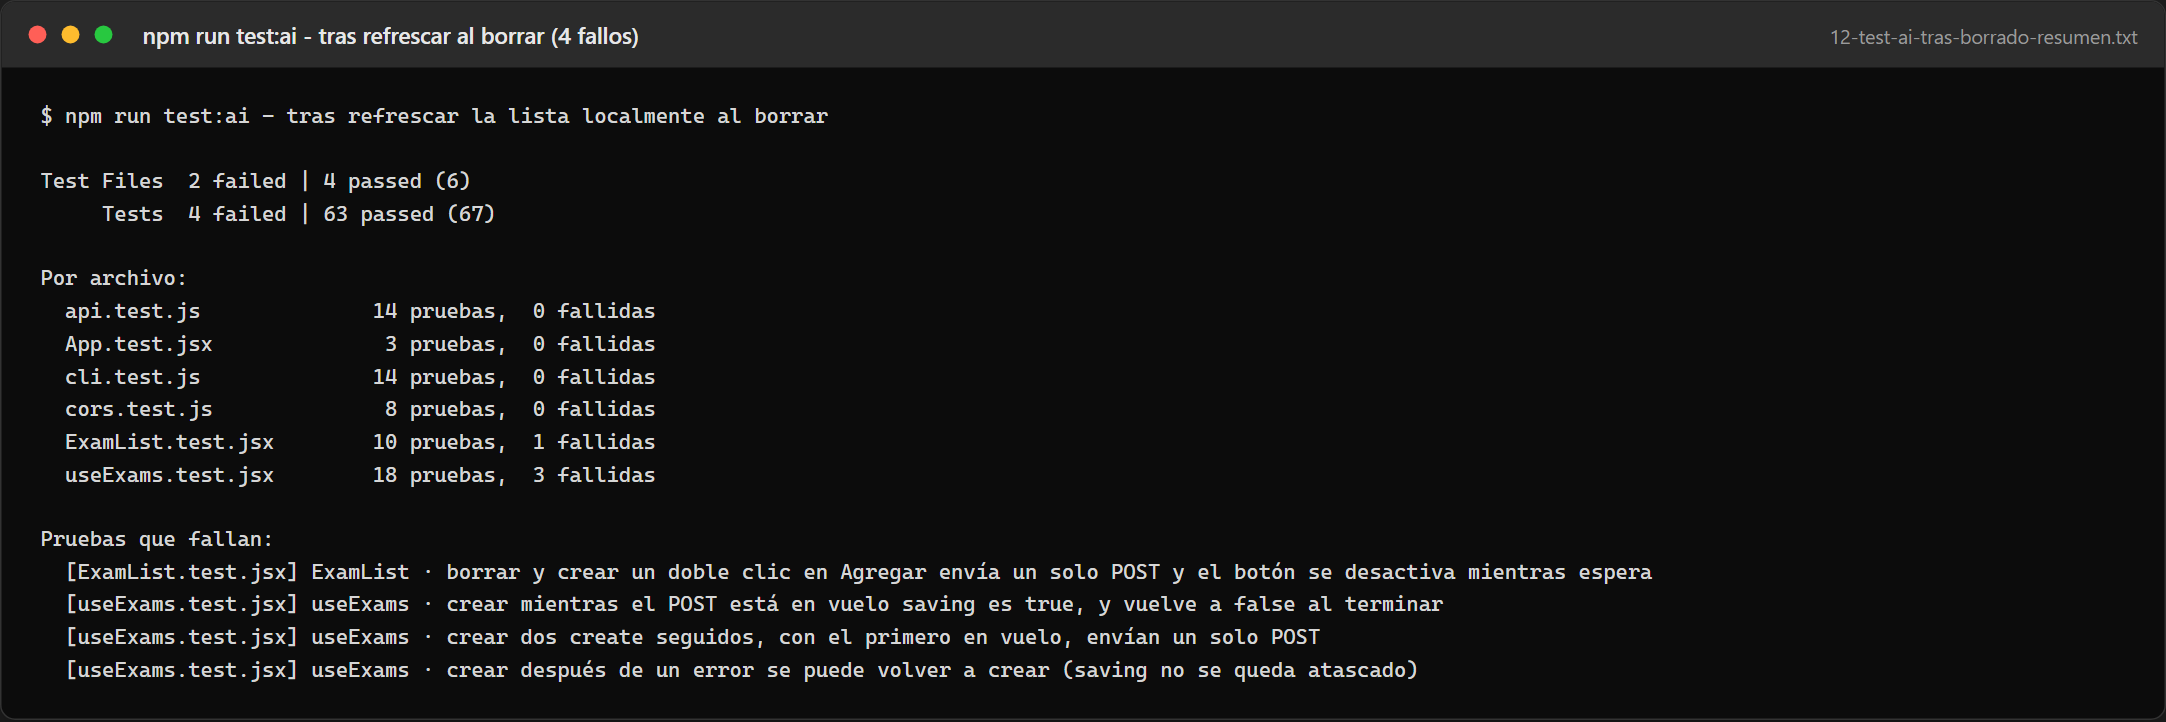 npm run test:ai - tras refrescar al borrar (4 fallos)
12-test-ai-tras-borrado-resumen.txt
$ npm run test:ai — tras refrescar la lista localmente al borrar
Test Files  2 failed | 4 passed (6)
     Tests  4 failed | 63 passed (67)
Por archivo:
  api.test.js              14 pruebas,  0 fallidas
  App.test.jsx              3 pruebas,  0 fallidas
  cli.test.js              14 pruebas,  0 fallidas
  cors.test.js              8 pruebas,  0 fallidas
  ExamList.test.jsx        10 pruebas,  1 fallidas
  useExams.test.jsx        18 pruebas,  3 fallidas
Pruebas que fallan:
  [ExamList.test.jsx] ExamList · borrar y crear un doble clic en Agregar envía un solo POST y el botón se desactiva mientras espera
  [useExams.test.jsx] useExams · crear mientras el POST está en vuelo saving es true, y vuelve a false al terminar
  [useExams.test.jsx] useExams · crear dos create seguidos, con el primero en vuelo, envían un solo POST
  [useExams.test.jsx] useExams · crear después de un error se puede volver a crear (saving no se queda atascado)